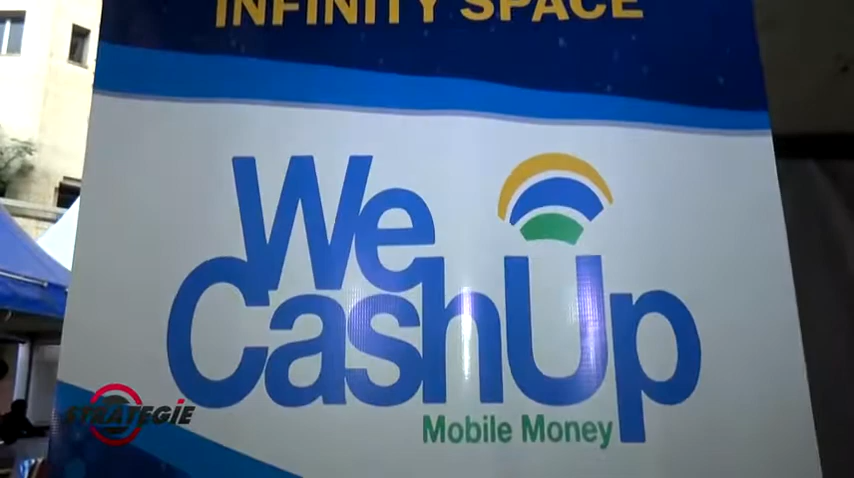 INFINITY SPACE
We
CashUp
Mobile Money
STRATEGIE